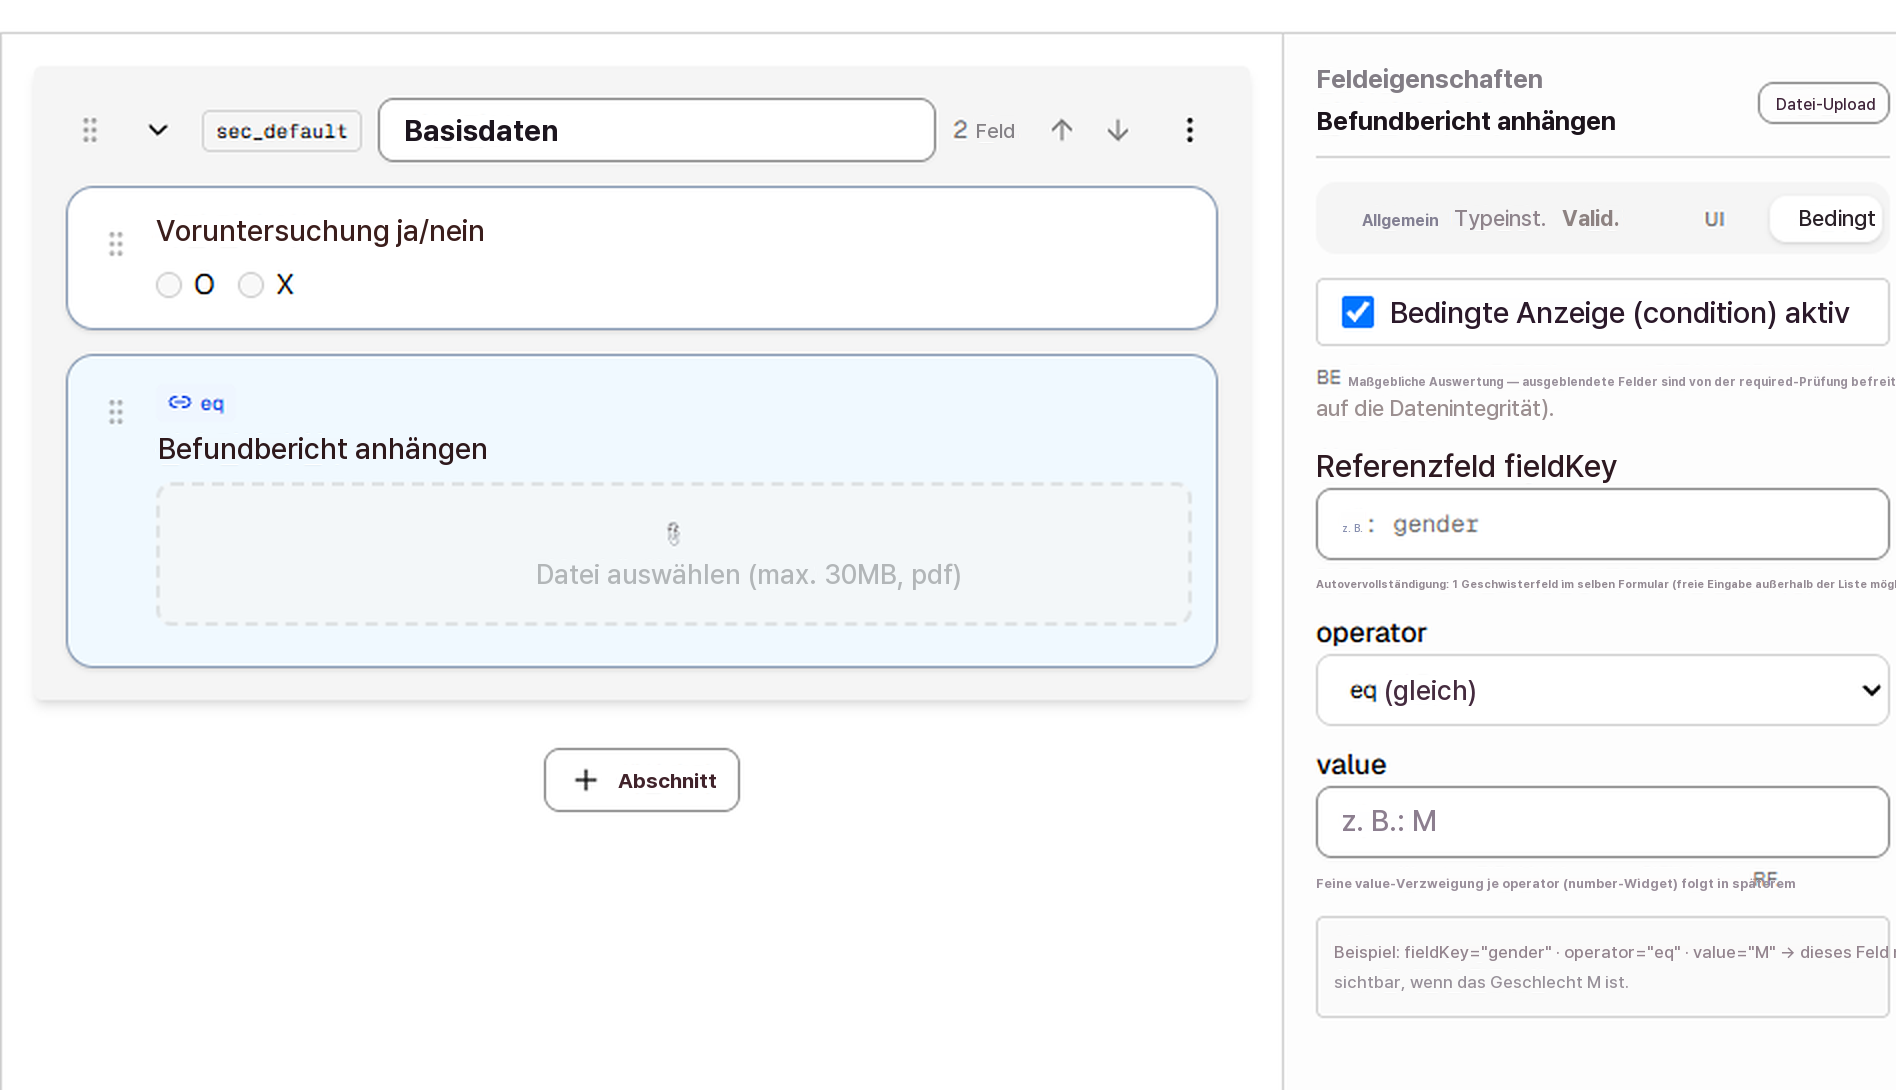 sec_default
Basisdaten
2 Feld
Voruntersuchung ja/nein
O X
eq
Befundbericht anhängen
Datei auswählen (max. 30MB, pdf)
+ Abschnitt
Feldeigenschaften
Befundbericht anhängen
Datei-Upload
Allgemein Typeinst. Valid. UI Bedingt
Bedingte Anzeige (condition) aktiv
BE Maßgebliche Auswertung — ausgeblendete Felder sind von der required-Prüfung befreit
auf die Datenintegrität).
Referenzfeld fieldKey
z. B. : gender
Autovervollständigung: 1 Geschwisterfeld im selben Formular (freie Eingabe außerhalb der Liste
operator
eq (gleich)
value
z. B.: M
Feine value-Verzweigung je operator (number-Widget) folgt in späterem
Beispiel: fieldKey="gender" · operator="eq" · value="M" → dieses Feld
sichtbar, wenn das Geschlecht M ist.